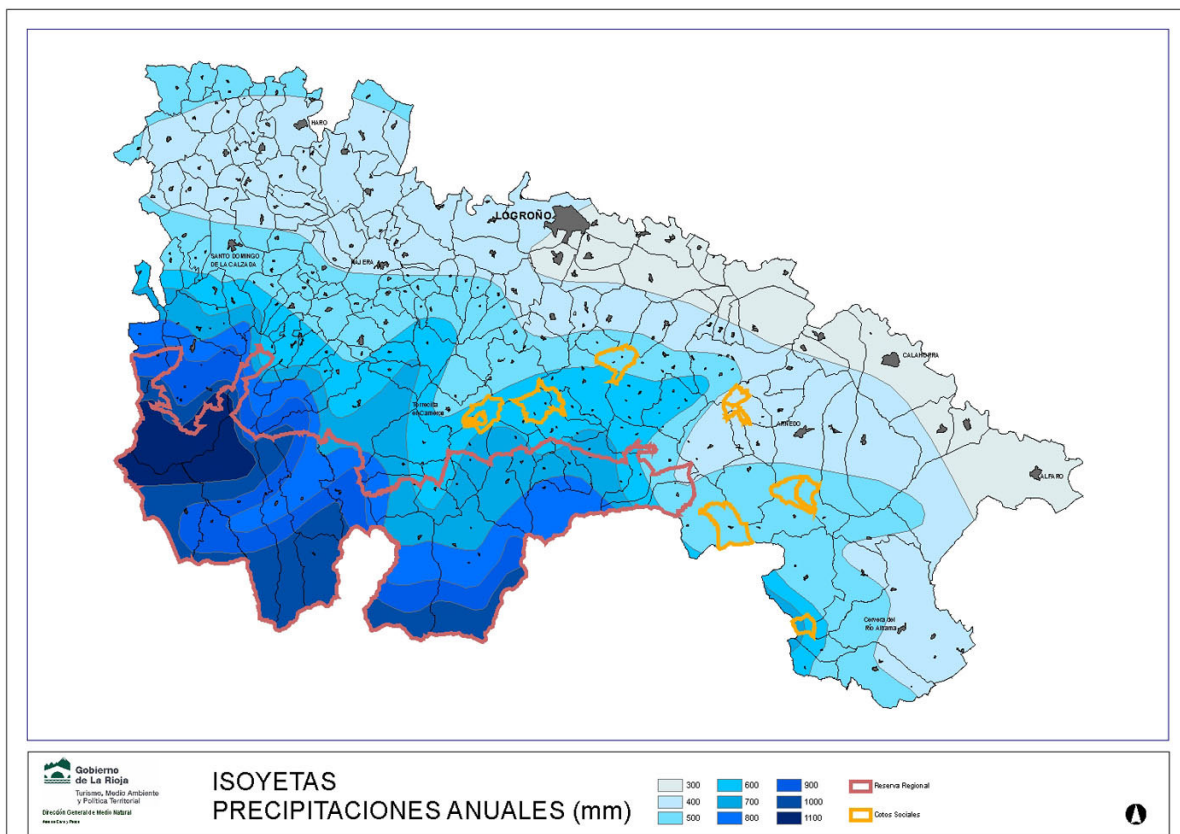 HARO
LOGROÑO
SANTO DOMINGO
DE LA CALZADA
NAJERA
CALAHORRA
Torrecilla
en Cameros
ARNEDO
ALFARO
Cervera del
Río Alhama
Gobierno
de La Rioja
Turismo, Medio Ambiente
y Política Territorial
Dirección General de Medio Natural
ISOYETAS
PRECIPITACIONES ANUALES (mm)
300
400
500
600
700
800
900
1000
1100
Reserva Regional
Cotos Sociales